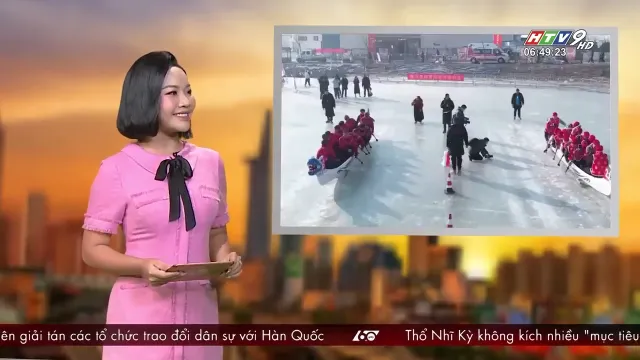 HTV9 HD
06:49:23
ên giải tán các tổ chức trao đổi dân sự với Hàn Quốc
60
Thổ Nhĩ Kỳ không kích nhiều "mục tiêu